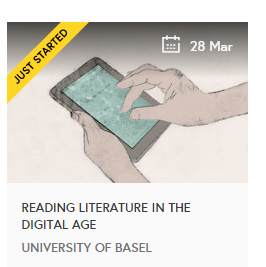 JUST STARTED
28 Mar
READING LITERATURE IN THE
DIGITAL AGE
UNIVERSITY OF BASEL